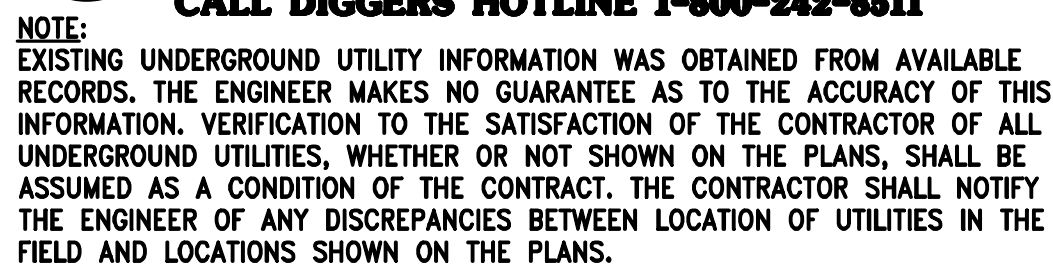 CALL DIGGERS HOTLINE 1-800-242-8511
NOTE:
EXISTING UNDERGROUND UTILITY INFORMATION WAS OBTAINED FROM AVAILABLE
RECORDS. THE ENGINEER MAKES NO GUARANTEE AS TO THE ACCURACY OF THIS
INFORMATION. VERIFICATION TO THE SATISFACTION OF THE CONTRACTOR OF ALL
UNDERGROUND UTILITIES, WHETHER OR NOT SHOWN ON THE PLANS, SHALL BE
ASSUMED AS A CONDITION OF THE CONTRACT. THE CONTRACTOR SHALL NOTIFY
THE ENGINEER OF ANY DISCREPANCIES BETWEEN LOCATION OF UTILITIES IN THE
FIELD AND LOCATIONS SHOWN ON THE PLANS.